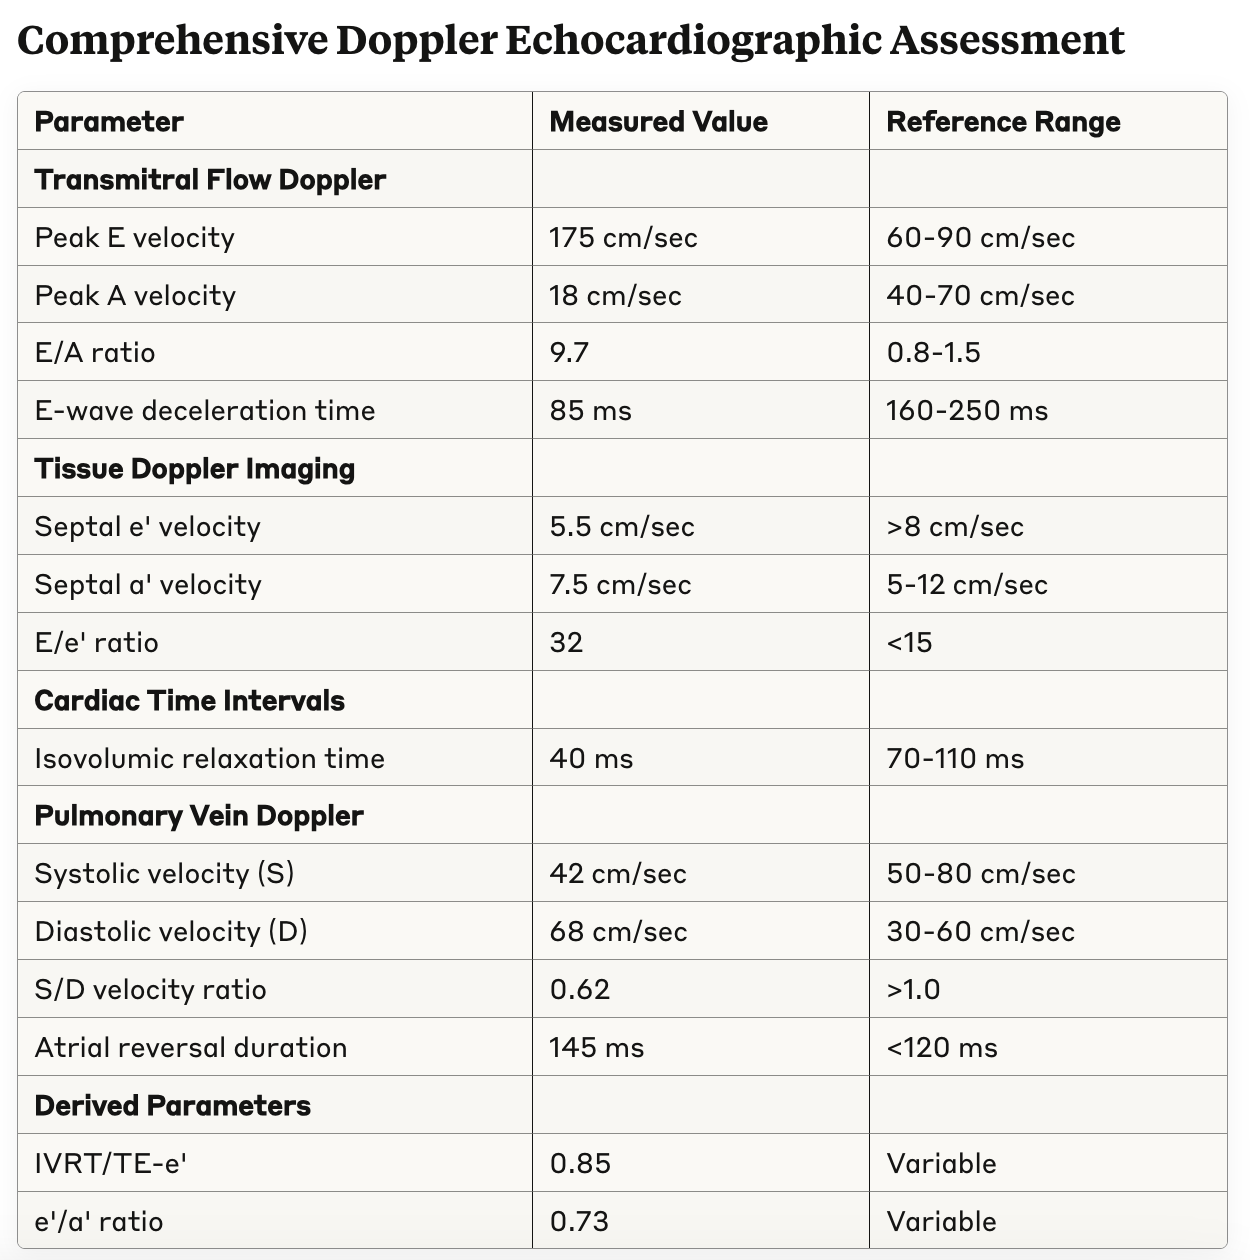 Comprehensive Doppler Echocardiographic Assessment
Parameter Measured Value Reference Range
Transmitral Flow Doppler
Peak E velocity 175 cm/sec 60-90 cm/sec
Peak A velocity 18 cm/sec 40-70 cm/sec
E/A ratio 9.7 0.8-1.5
E-wave deceleration time 85 ms 160-250 ms
Tissue Doppler Imaging
Septal e' velocity 5.5 cm/sec >8 cm/sec
Septal a' velocity 7.5 cm/sec 5-12 cm/sec
E/e' ratio 32 <15
Cardiac Time Intervals
Isovolumic relaxation time 40 ms 70-110 ms
Pulmonary Vein Doppler
Systolic velocity (S) 42 cm/sec 50-80 cm/sec
Diastolic velocity (D) 68 cm/sec 30-60 cm/sec
S/D velocity ratio 0.62 >1.0
Atrial reversal duration 145 ms <120 ms
Derived Parameters
IVRT/TE-e' 0.85 Variable
e'/a' ratio 0.73 Variable